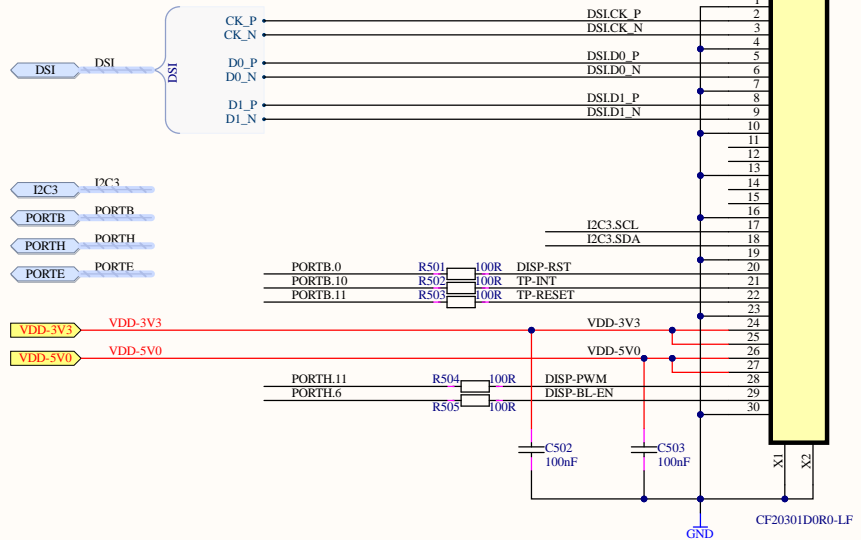 1
CK_P DSI.CK_P 2
CK_N DSI.CK_N 3
4
D0_P DSI.D0_P 5
DSI DSI DSI D0_N DSI.D0_N 6
7
D1_P DSI.D1_P 8
D1_N DSI.D1_N 9
10
11
12
13
I2C3 I2C3 14
15
PORTB PORTB 16
I2C3.SCL 17
PORTH PORTH I2C3.SDA 18
19
PORTE PORTE PORTB.0 R501 100R DISP-RST 20
PORTB.10 R502 100R TP-INT 21
PORTB.11 R503 100R TP-RESET 22
23
VDD-3V3 VDD-3V3 VDD-3V3 24
25
VDD-5V0 VDD-5V0 VDD-5V0 26
27
PORTH.11 R504 100R DISP-PWM 28
PORTH.6 R505 100R DISP-BL-EN 29
30
C502 C503 X1 X2
100nF 100nF
CF20301D0R0-LF
GND